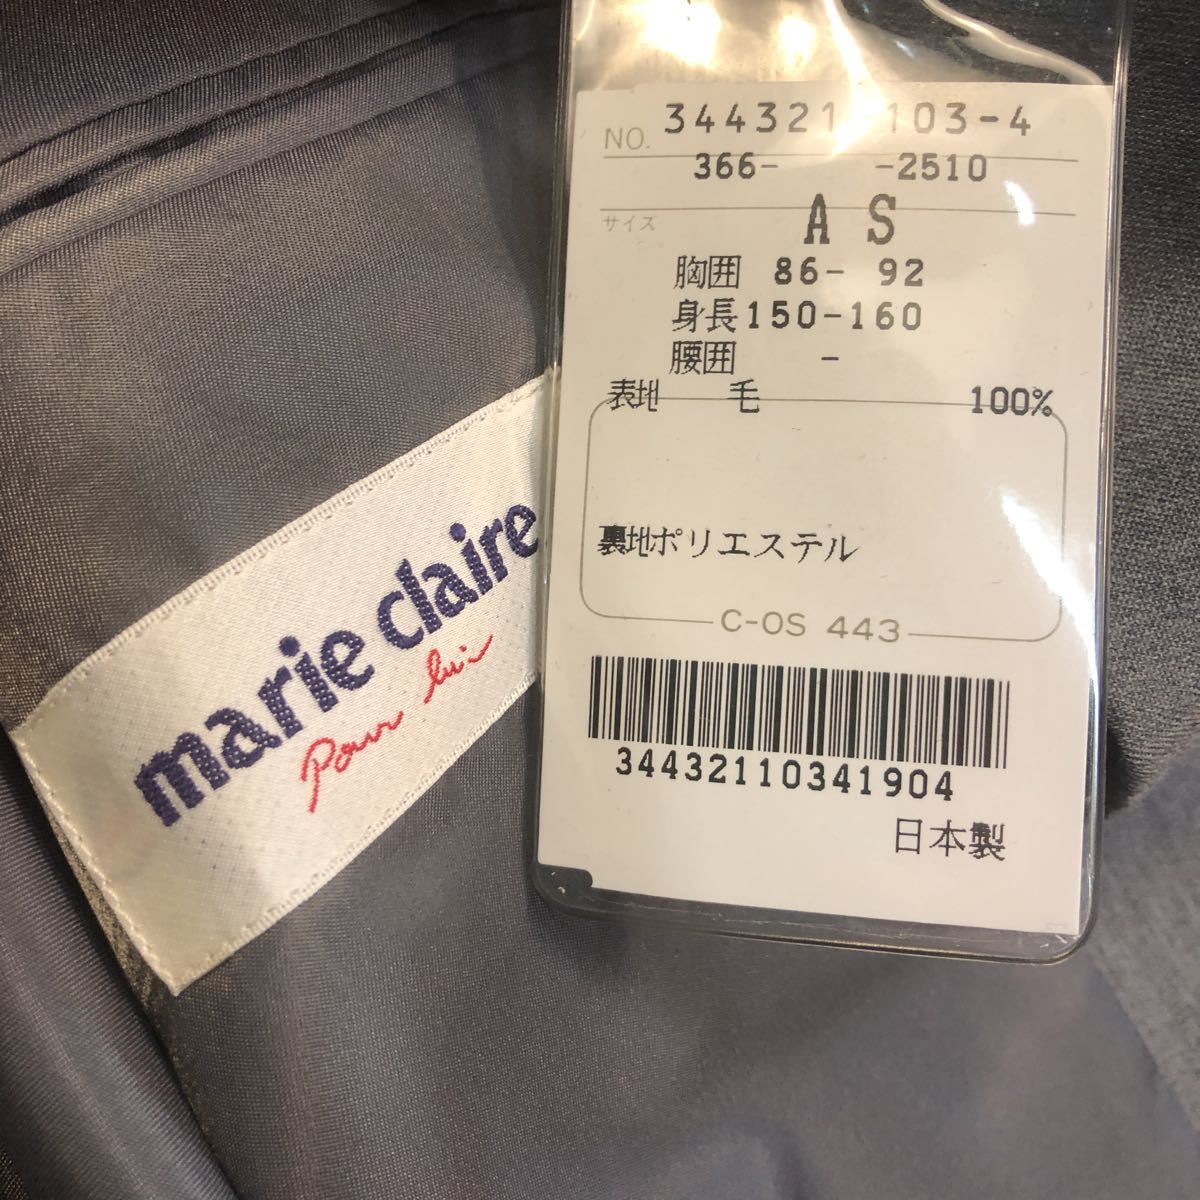 marie claire
Pour lui
NO. 344321 103-4
366- -2510
サイズ A S
胸囲 86- 92
身長150-160
腰囲 -
表地 毛 100%
裏地ポリエステル
C-OS 443
34432110341904
日本製